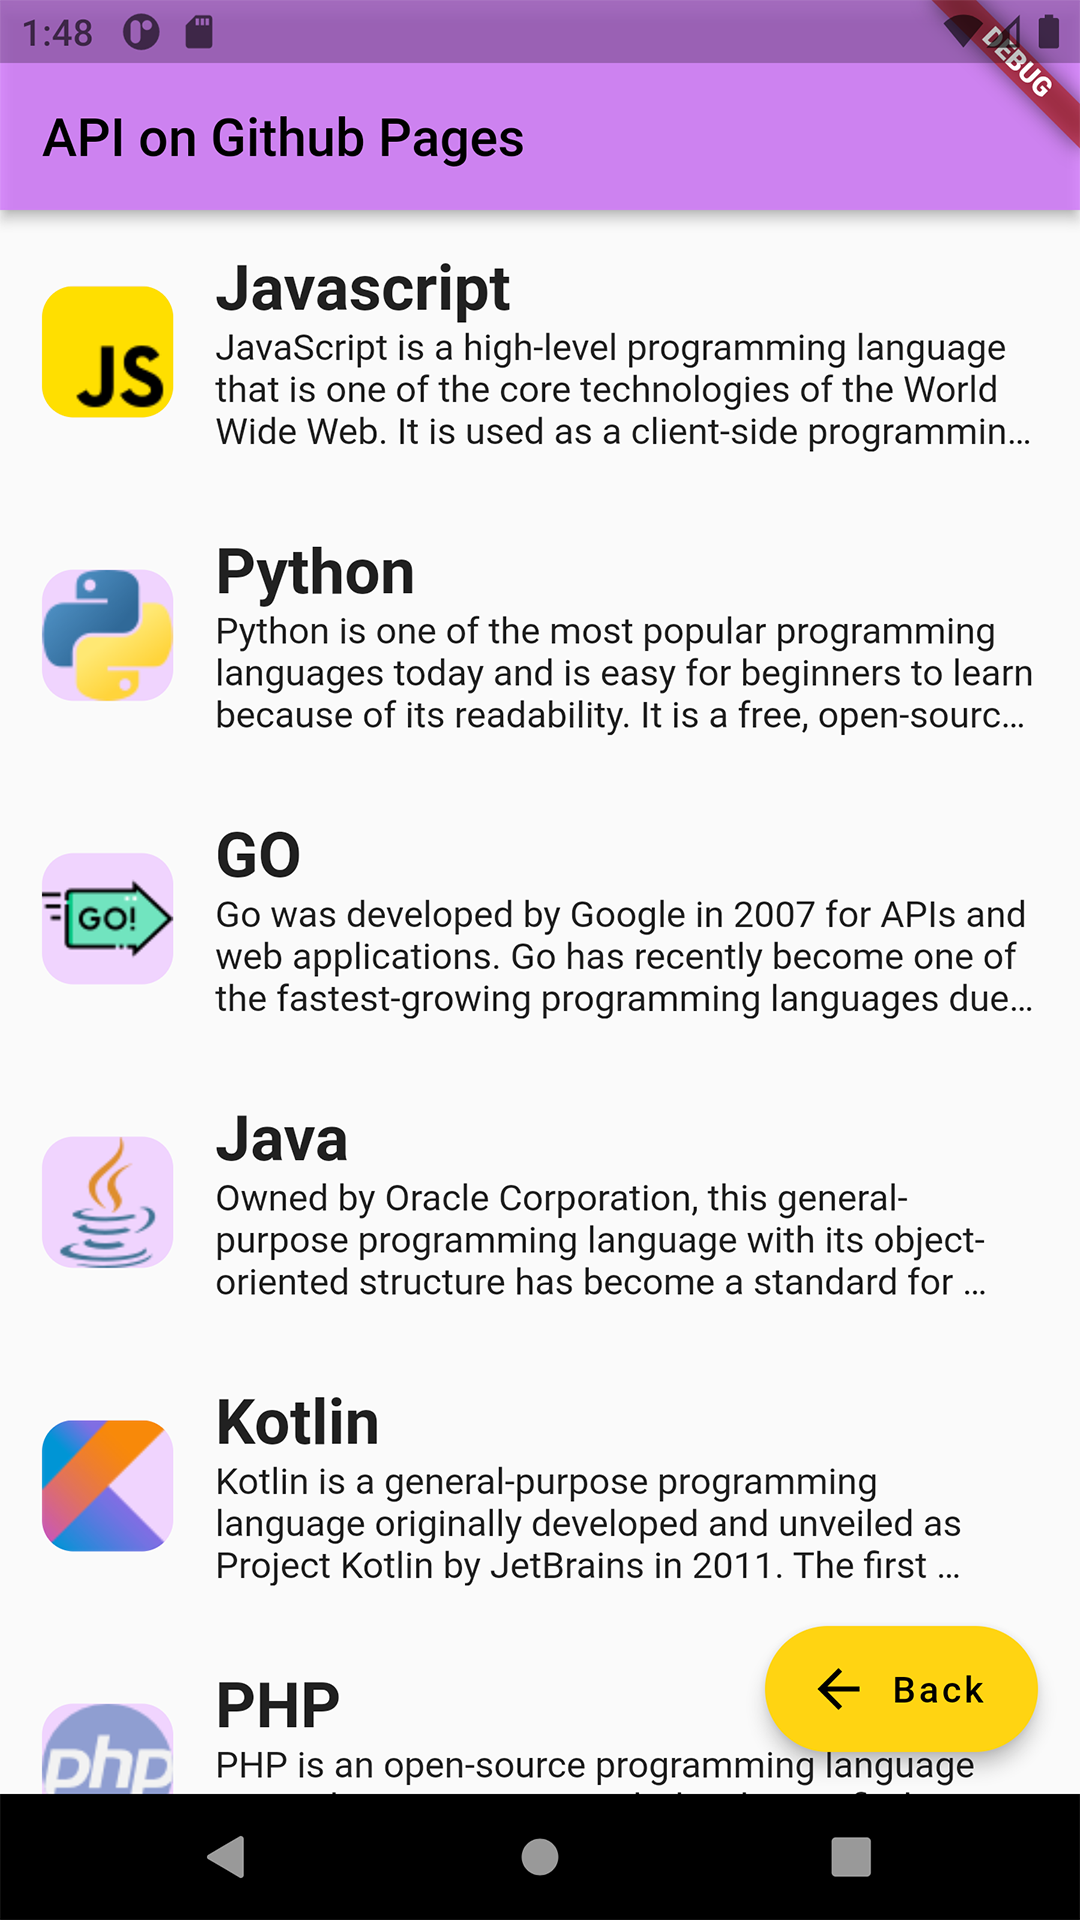 1:48
DEBUG
API on Github Pages
Javascript
JS
JavaScript is a high-level programming language
that is one of the core technologies of the World
Wide Web. It is used as a client-side programmin…
Python
Python is one of the most popular programming
languages today and is easy for beginners to learn
because of its readability. It is a free, open-sourc…
GO
GO!
Go was developed by Google in 2007 for APIs and
web applications. Go has recently become one of
the fastest-growing programming languages due…
Java
Owned by Oracle Corporation, this general-
purpose programming language with its object-
oriented structure has become a standard for …
Kotlin
Kotlin is a general-purpose programming
language originally developed and unveiled as
Project Kotlin by JetBrains in 2011. The first …
Back
PHP
php
PHP is an open-source programming language